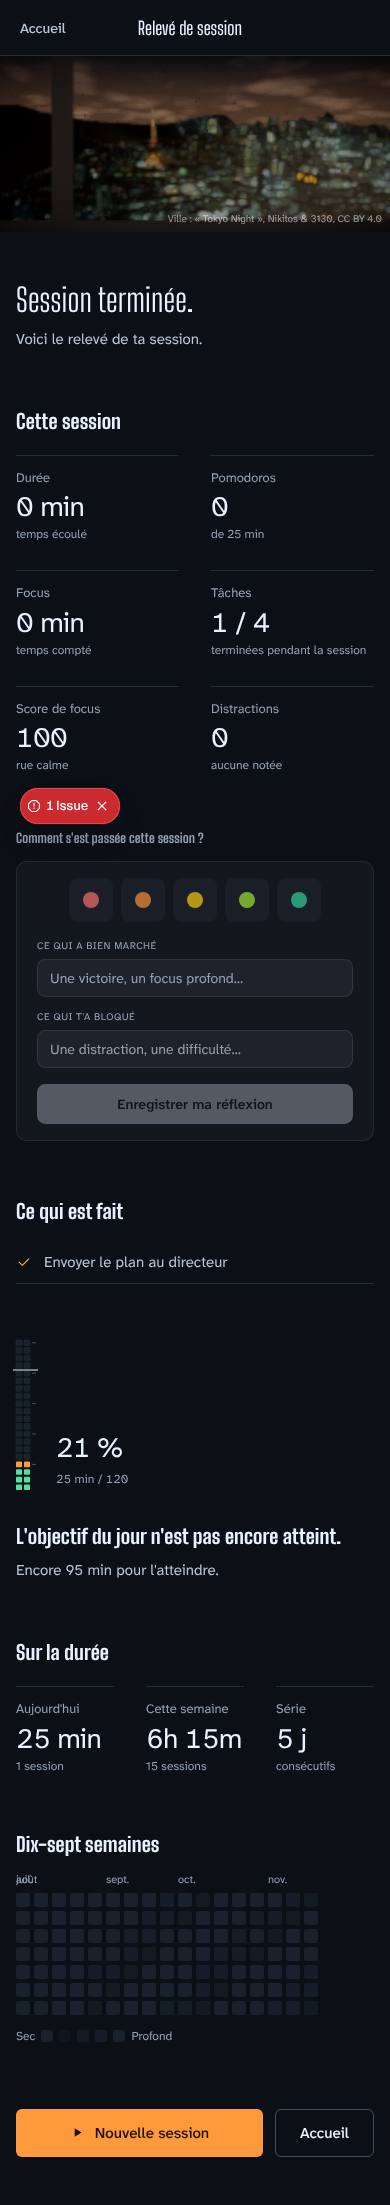 Accueil
Relevé de session
Ville : « Tokyo Night », Nikitos & 3130, CC BY 4.0
Session terminée.
Voici le relevé de ta session.
Cette session
Durée
0 min
temps écoulé
Pomodoros
0
de 25 min
Focus
0 min
temps compté
Tâches
1 / 4
terminées pendant la session
Score de focus
100
rue calme
Distractions
0
aucune notée
1 Issue
Comment s'est passée cette session ?
CE QUI A BIEN MARCHÉ
Une victoire, un focus profond…
CE QUI T'A BLOQUÉ
Une distraction, une difficulté…
Enregistrer ma réflexion
Ce qui est fait
Envoyer le plan au directeur
21 %
25 min / 120
L'objectif du jour n'est pas encore atteint.
Encore 95 min pour l'atteindre.
Sur la durée
Aujourd'hui
25 min
1 session
Cette semaine
6h 15m
15 sessions
Série
5 j
consécutifs
Dix-sept semaines
août sept. oct. nov.
Sec Profond
Nouvelle session
Accueil